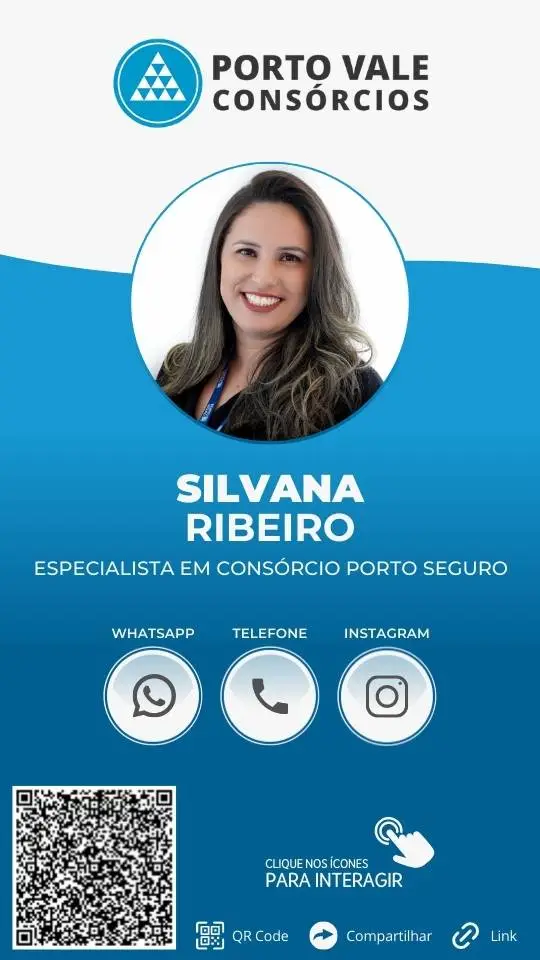 PORTO VALE
CONSÓRCIOS
SILVANA
RIBEIRO
ESPECIALISTA EM CONSÓRCIO PORTO SEGURO
WHATSAPP TELEFONE INSTAGRAM
CLIQUE NOS ÍCONES
PARA INTERAGIR
QR Code Compartilhar Link